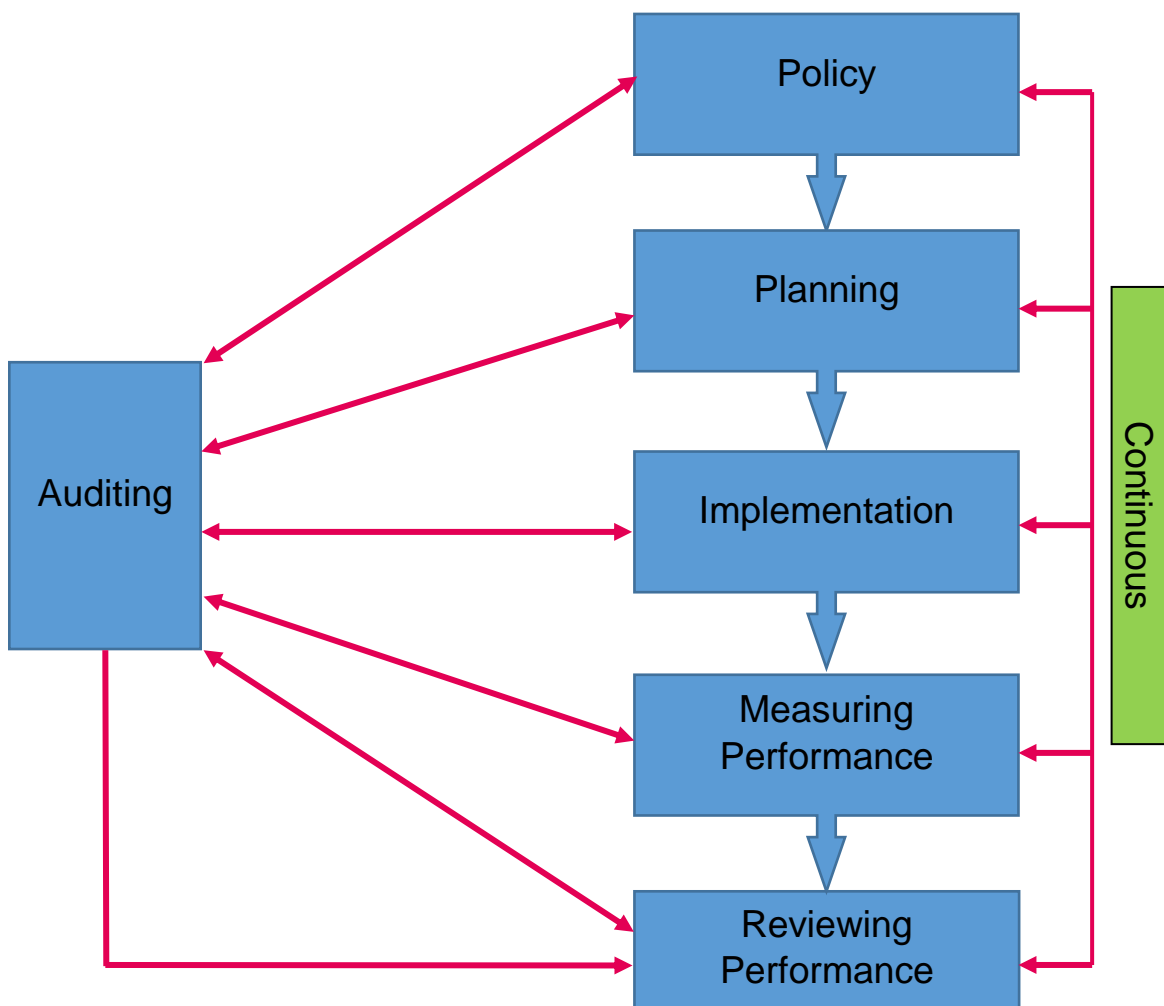 Policy
Planning
Auditing
Implementation
Continuous
Measuring
Performance
Reviewing
Performance